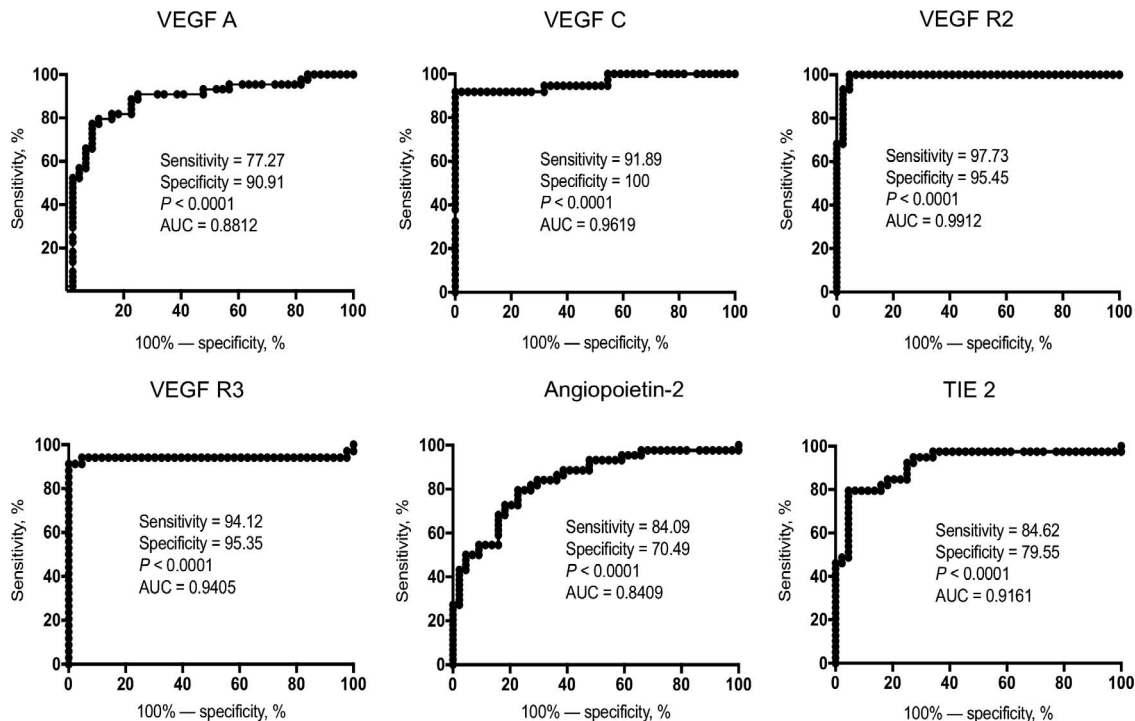 VEGF A
100
80
60
40
20
20 40 60 80 100
Sensitivity, %
Sensitivity = 77.27
Specificity = 90.91
P < 0.0001
AUC = 0.8812
100% — specificity, %
VEGF C
100
80
60
40
20
0
0 20 40 60 80 100
Sensitivity, %
Sensitivity = 91.89
Specificity = 100
P < 0.0001
AUC = 0.9619
100% — specificity, %
VEGF R2
100
80
60
40
20
0
0 20 40 60 80 100
Sensitivity, %
Sensitivity = 97.73
Specificity = 95.45
P < 0.0001
AUC = 0.9912
100% — specificity, %
VEGF R3
100
80
60
40
20
0
0 20 40 60 80 100
Sensitivity, %
Sensitivity = 94.12
Specificity = 95.35
P < 0.0001
AUC = 0.9405
100% — specificity, %
Angiopoietin-2
100
80
60
40
20
0
0 20 40 60 80 100
Sensitivity, %
Sensitivity = 84.09
Specificity = 70.49
P < 0.0001
AUC = 0.8409
100% — specificity, %
TIE 2
100
80
60
40
20
0
0 20 40 60 80 100
Sensitivity, %
Sensitivity = 84.62
Specificity = 79.55
P < 0.0001
AUC = 0.9161
100% — specificity, %